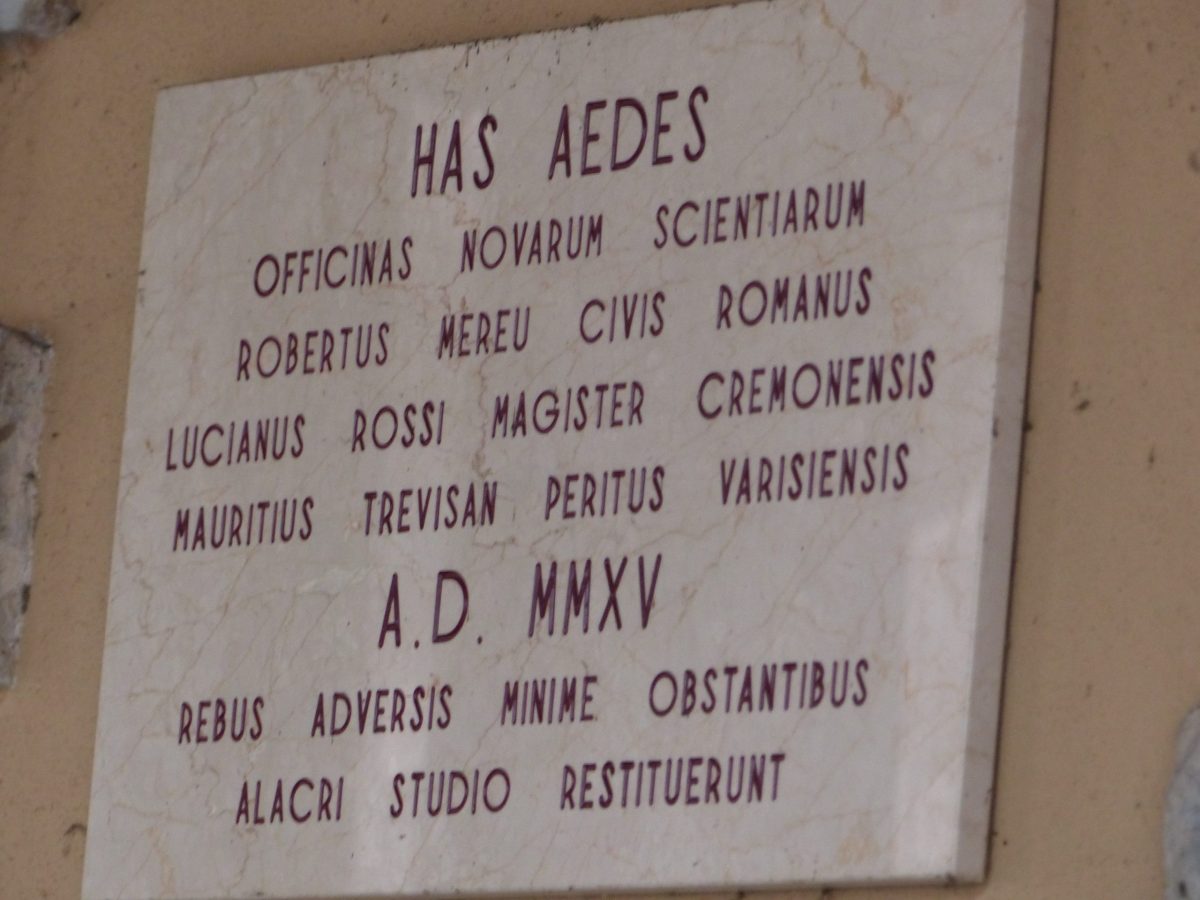 HAS AEDES
OFFICINAS NOVARUM SCIENTIARUM
ROBERTUS MEREU CIVIS ROMANUS
LUCIANUS ROSSI MAGISTER CREMONENSIS
MAURITIUS TREVISAN PERITUS VARISIENSIS
A.D. MMXV
REBUS ADVERSIS MINIME OBSTANTIBUS
ALACRI STUDIO RESTITUERUNT